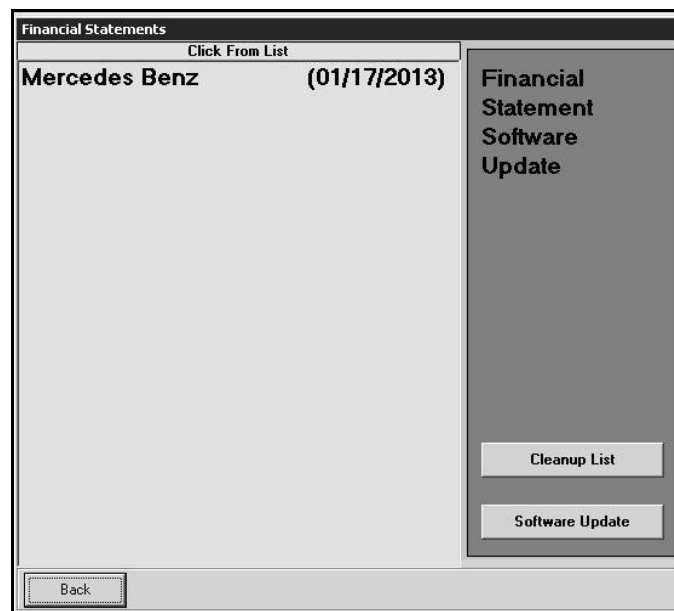 Financial Statements
Click From List
Mercedes Benz (01/17/2013)
Financial
Statement
Software
Update
Cleanup List
Software Update
Back